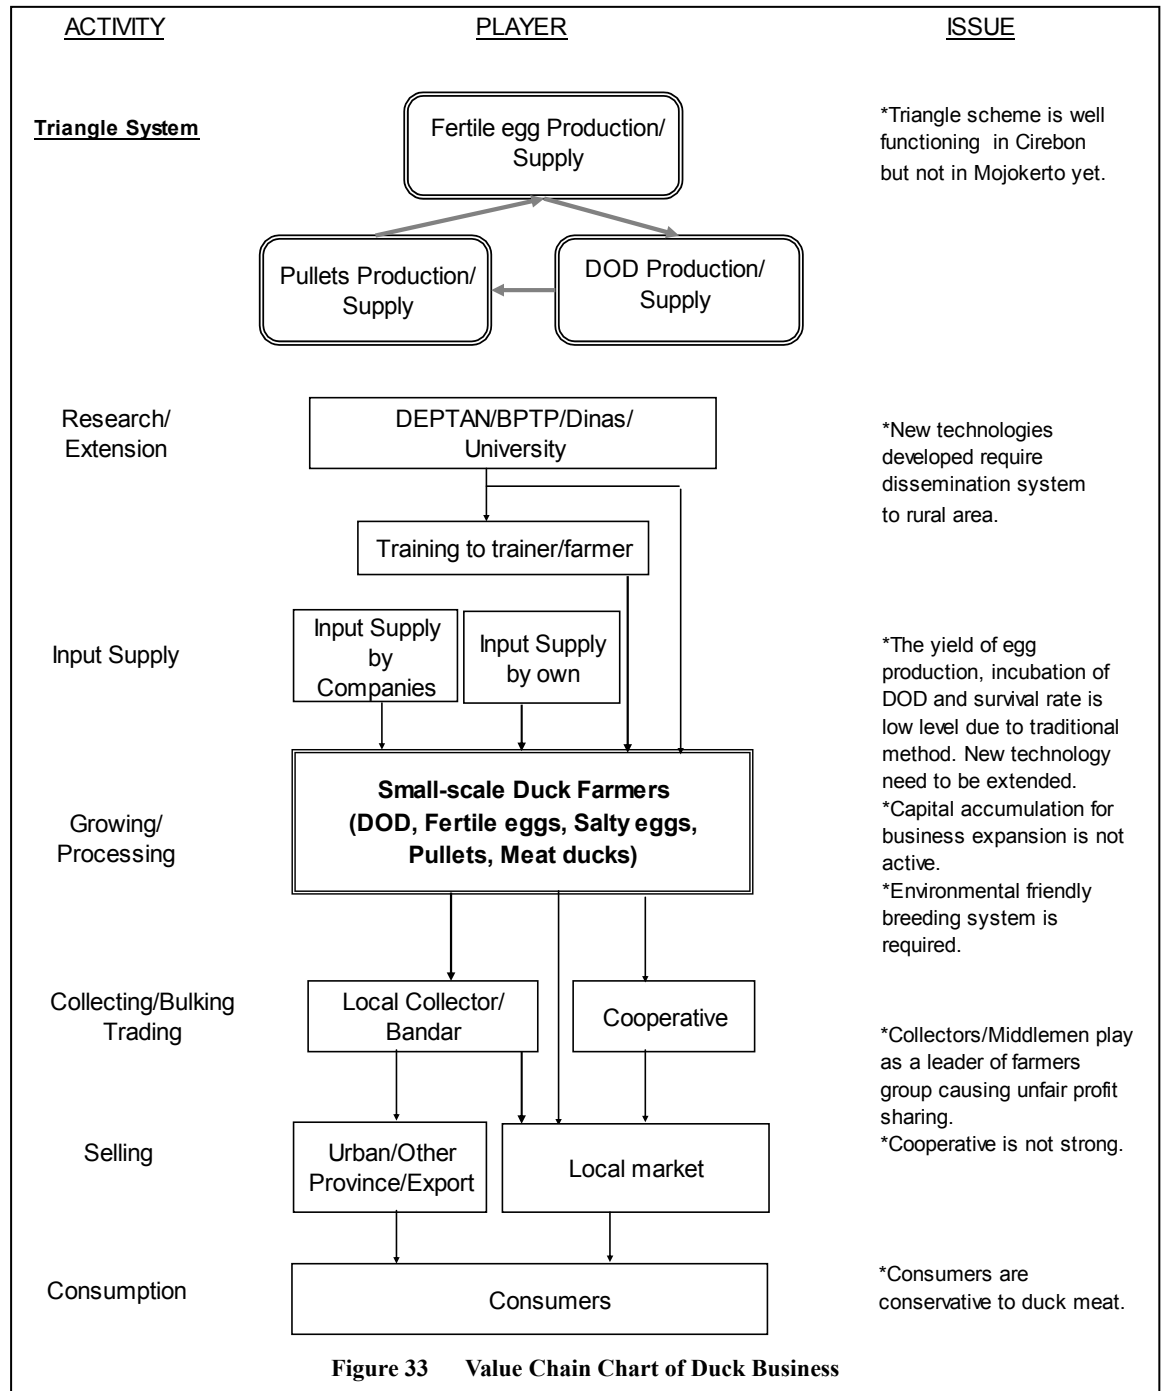 ACTIVITY
PLAYER
ISSUE
Triangle System
Fertile egg Production/
Supply
*Triangle scheme is well
functioning in Cirebon
but not in Mojokerto yet.
Pullets Production/
Supply
DOD Production/
Supply
Research/
Extension
DEPTAN/BPTP/Dinas/
University
*New technologies
developed require
dissemination system
to rural area.
Training to trainer/farmer
Input Supply
Input Supply
by
Companies
Input Supply
by own
*The yield of egg
production, incubation of
DOD and survival rate is
low level due to traditional
method. New technology
need to be extended.
*Capital accumulation for
business expansion is not
active.
*Environmental friendly
breeding system is
required.
Growing/
Processing
Small-scale Duck Farmers
(DOD, Fertile eggs, Salty eggs,
Pullets, Meat ducks)
Collecting/Bulking
Trading
Local Collector/
Bandar
Cooperative
*Collectors/Middlemen play
as a leader of farmers
group causing unfair profit
sharing.
*Cooperative is not strong.
Selling
Urban/Other
Province/Export
Local market
Consumption
Consumers
*Consumers are
conservative to duck meat.
Figure 33 Value Chain Chart of Duck Business